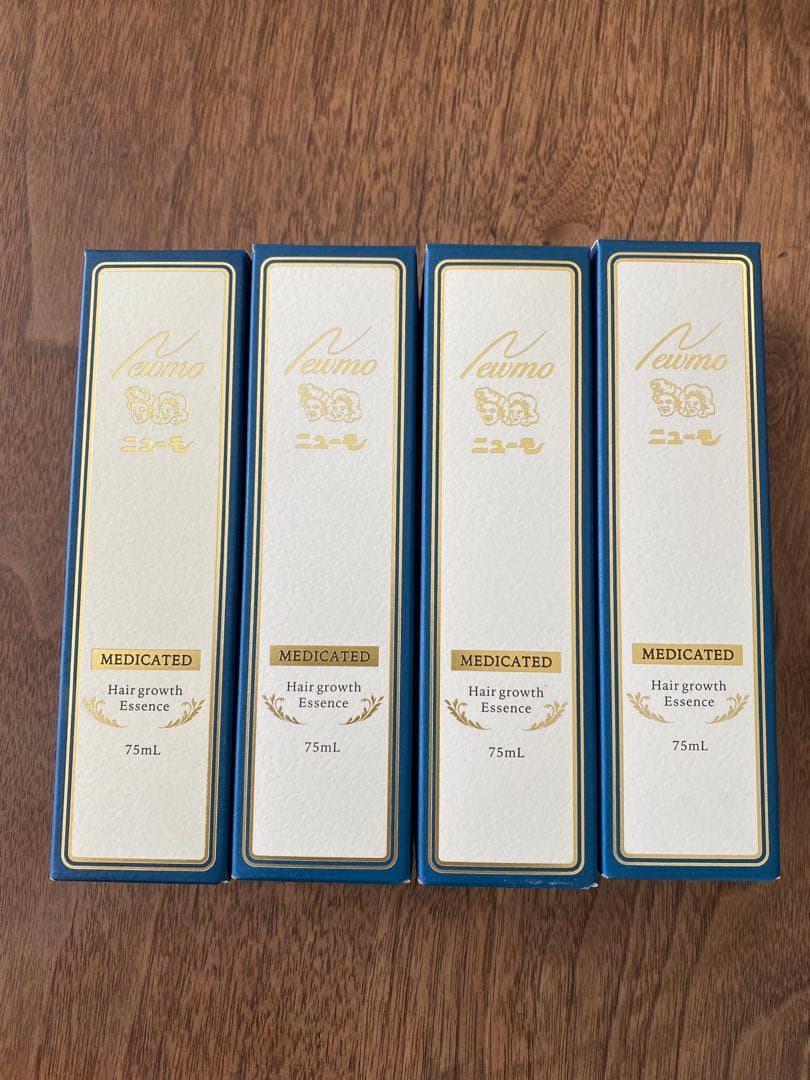 Newmo
ニューモ
MEDICATED
Hair growth
Essence
75mL
Newmo
ニューモ
MEDICATED
Hair growth
Essence
75mL
Newmo
ニューモ
MEDICATED
Hair growth
Essence
75mL
Newmo
ニューモ
MEDICATED
Hair growth
Essence
75mL